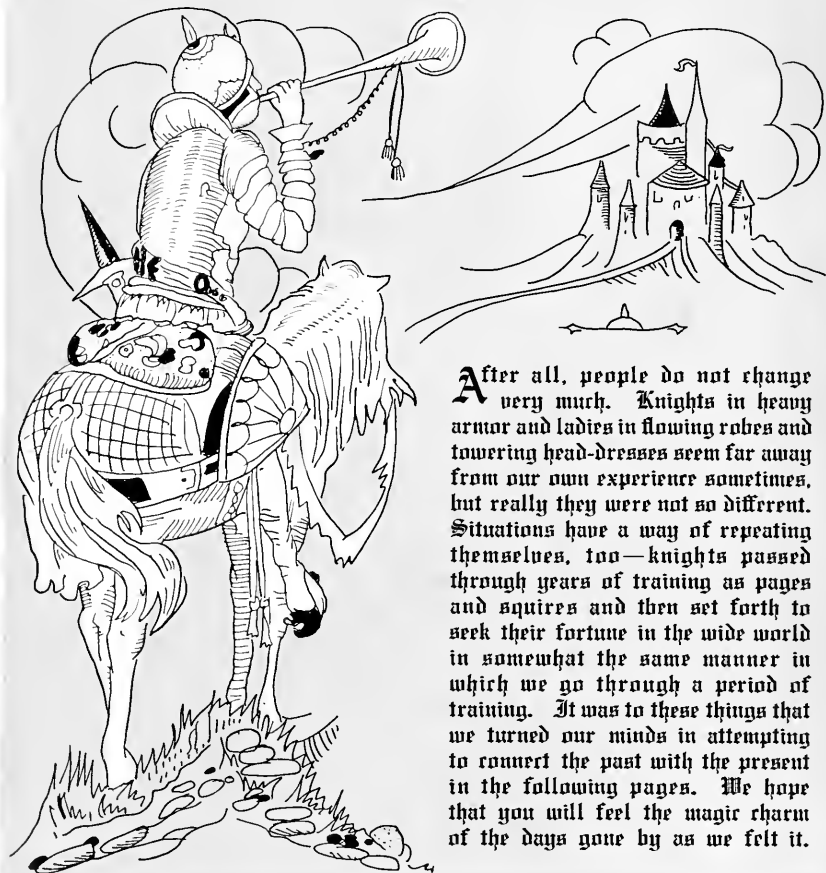 After all, people do not change
very much. Knights in heavy
armor and ladies in flowing robes and
towering head-dresses seem far away
from our own experience sometimes,
but really they were not so different.
Situations have a way of repeating
themselves, too—knights passed
through years of training as pages
and squires and then set forth to
seek their fortune in the wide world
in somewhat the same manner in
which we go through a period of
training. It was to these things that
we turned our minds in attempting
to connect the past with the present
in the following pages. We hope
that you will feel the magic charm
of the days gone by as we felt it.